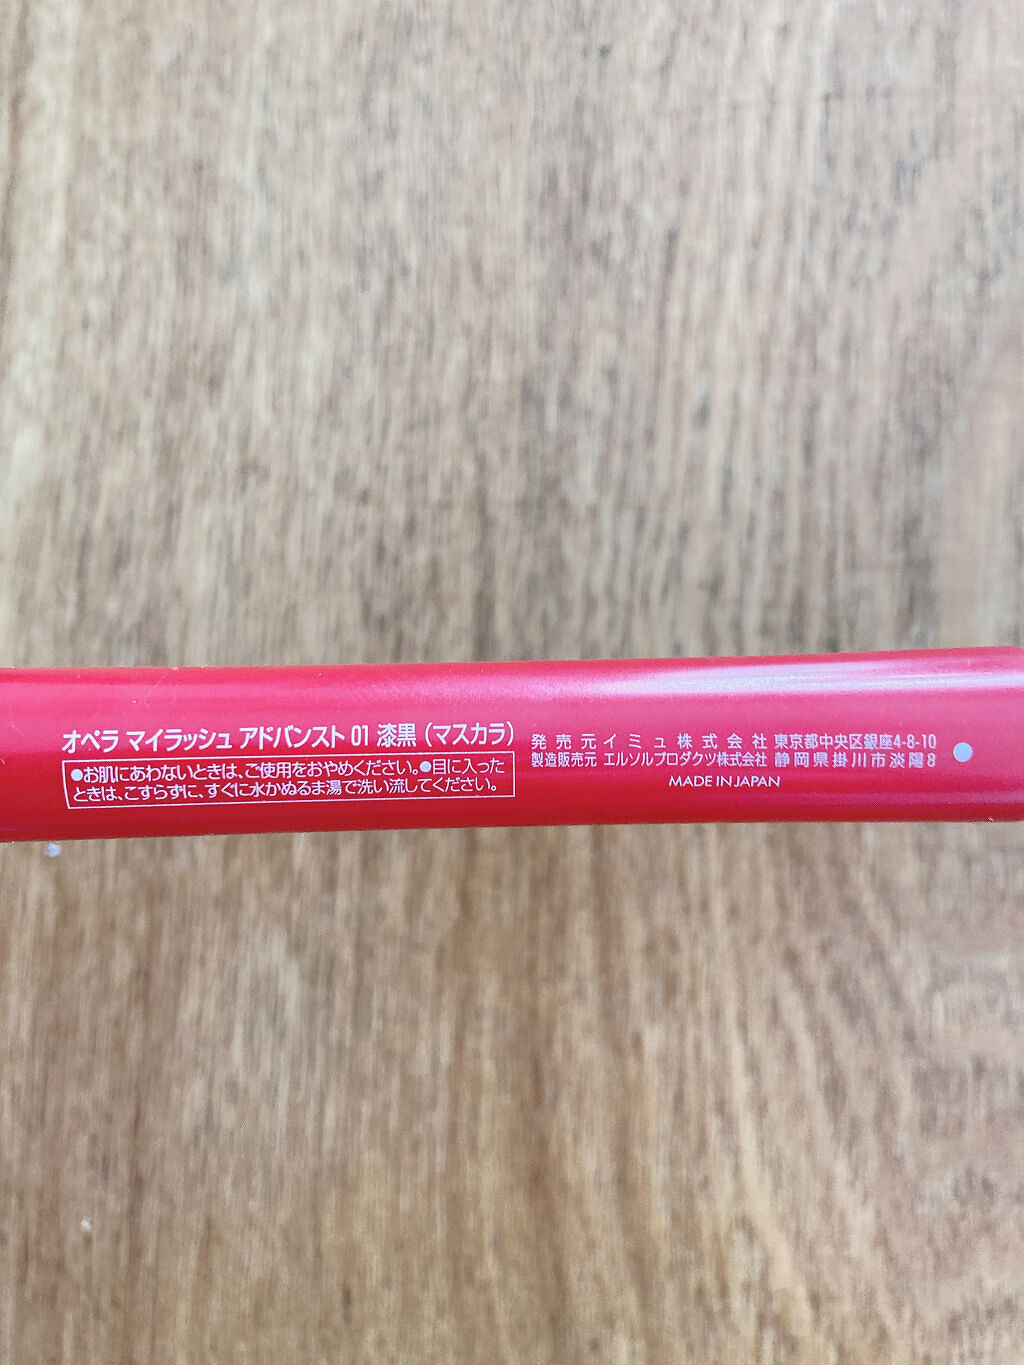 オペラ マイラッシュ アドバンスト 01 漆黒 (マスカラ)
●お肌にあわないときは、ご使用をおやめください。●目に入った
ときは、こすらずに、すぐに水かぬるま湯で洗い流してください。
発売元 イミュ株式会社 東京都中央区銀座4-8-10
製造販売元 エルソルプロダクツ株式会社 静岡県掛川市淡陽8
MADE IN JAPAN